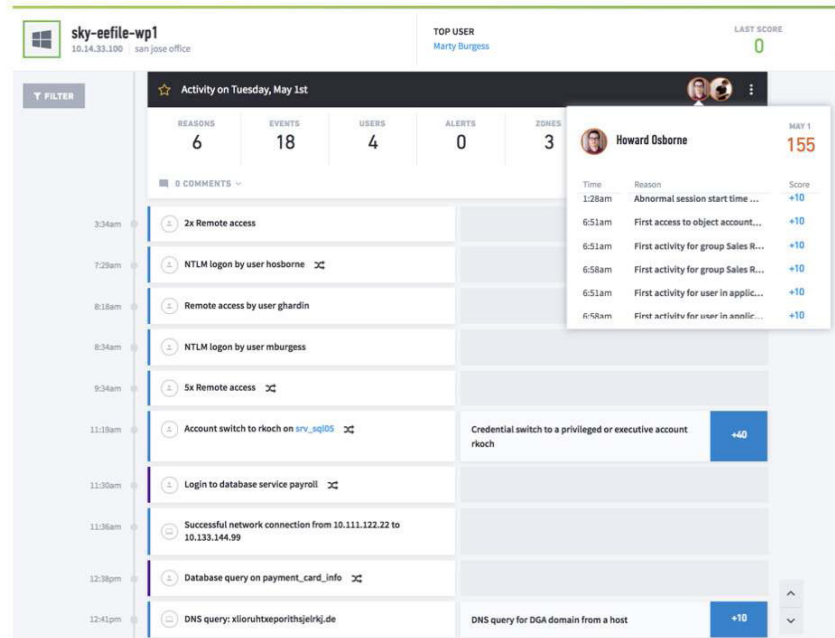 sky-eefile-wp1
10.14.33.100 | san jose office
TOP USER
Marty Burgess
LAST SCORE
0
FILTER
Activity on Tuesday, May 1st
REASONS
6
EVENTS
18
USERS
4
ALERTS
0
ZONES
3
0 COMMENTS
Howard Osborne
MAY 1
155
Time Reason Score
1:28am Abnormal session start time ... +10
6:51am First access to object account... +10
6:51am First activity for group Sales R... +10
6:58am First activity for group Sales R... +10
6:51am First activity for user in applic... +10
6:58am First activity for user in applic... +10
3:34am 2x Remote access
7:29am NTLM logon by user hosborne
8:18am Remote access by user ghardin
8:34am NTLM logon by user mburgess
9:34am 5x Remote access
11:19am Account switch to rkoch on srv_sql05
Credential switch to a privileged or executive account
rkoch
+40
11:30am Login to database service payroll
11:36am Successful network connection from 10.111.122.22 to
10.133.144.99
12:38pm Database query on payment_card_info
12:41pm DNS query: xlioruhtxeporithsjelrkj.de
DNS query for DGA domain from a host
+10